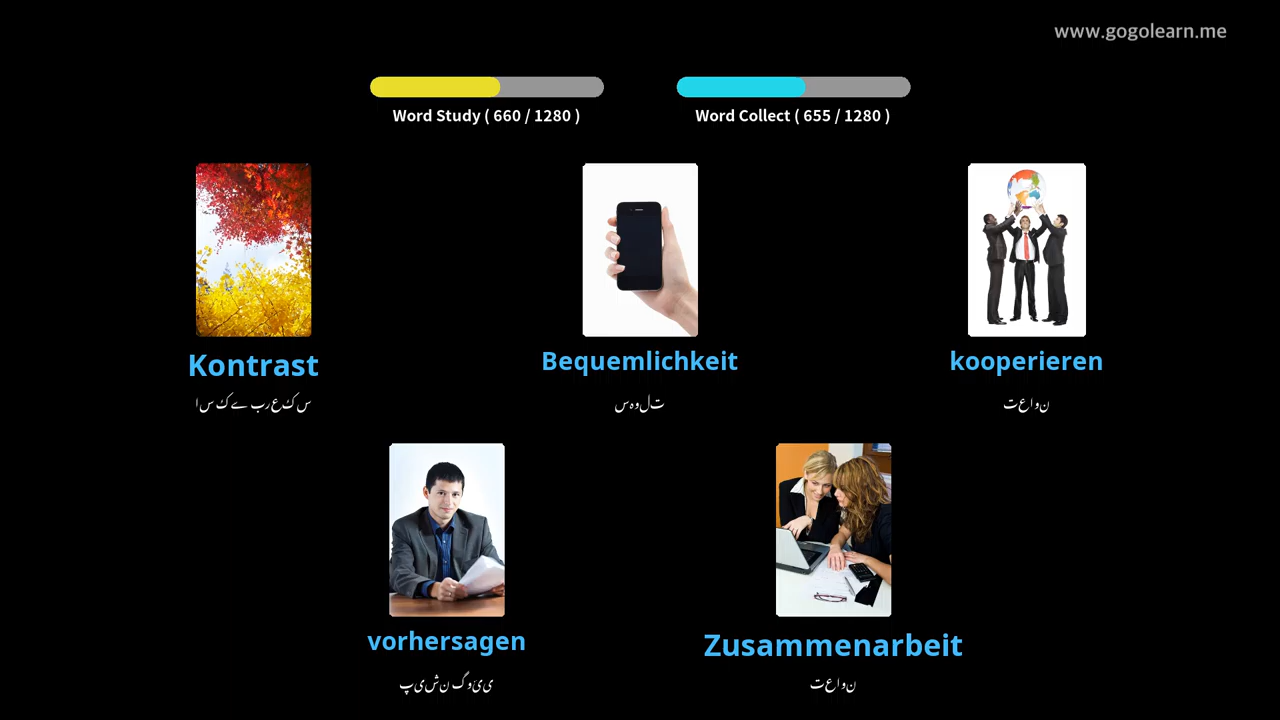 www.gogolearn.me
Word Study ( 660 / 1280 )
Word Collect ( 655 / 1280 )
Kontrast
Bequemlichkeit
kooperieren
اس کے برعکس
سہولت
تعاون
vorhersagen
Zusammenarbeit
پیشن گوئی
تعاون